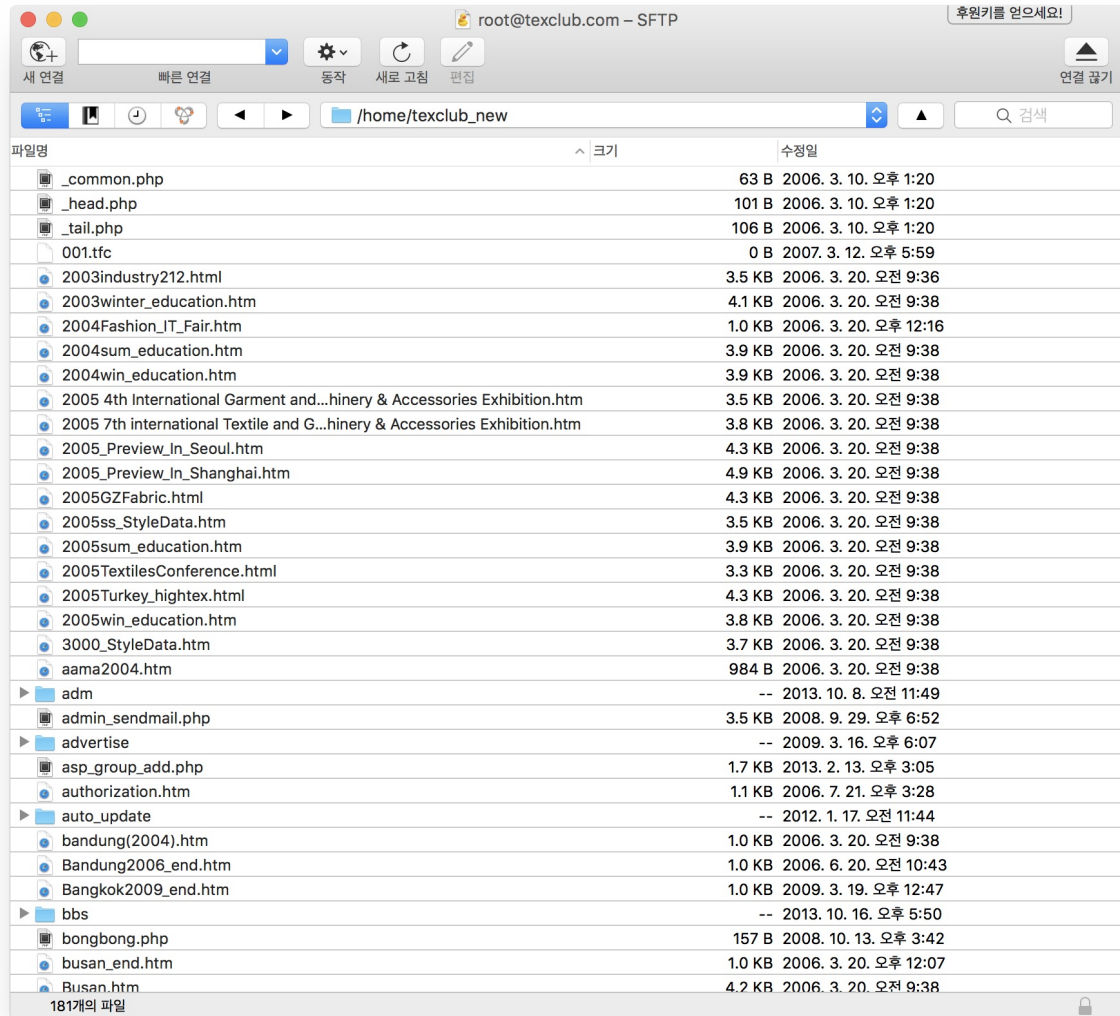 root@texclub.com – SFTP
후원키를 얻으세요!
새 연결 빠른 연결 동작 새로 고침 편집 연결 끊기
/home/texclub_new 검색
파일명 크기 수정일
_common.php 63 B 2006. 3. 10. 오후 1:20
_head.php 101 B 2006. 3. 10. 오후 1:20
_tail.php 106 B 2006. 3. 10. 오후 1:20
001.tfc 0 B 2007. 3. 12. 오후 5:59
2003industry212.html 3.5 KB 2006. 3. 20. 오전 9:36
2003winter_education.htm 4.1 KB 2006. 3. 20. 오전 9:38
2004Fashion_IT_Fair.htm 1.0 KB 2006. 3. 20. 오후 12:16
2004sum_education.htm 3.9 KB 2006. 3. 20. 오전 9:38
2004win_education.htm 3.9 KB 2006. 3. 20. 오전 9:38
2005 4th International Garment and...hinery & Accessories Exhibition.htm 3.5 KB 2006. 3. 20. 오전 9:38
2005 7th international Textile and G...hinery & Accessories Exhibition.htm 3.8 KB 2006. 3. 20. 오전 9:38
2005_Preview_In_Seoul.htm 4.3 KB 2006. 3. 20. 오전 9:38
2005_Preview_In_Shanghai.htm 4.9 KB 2006. 3. 20. 오전 9:38
2005GZFabric.html 4.3 KB 2006. 3. 20. 오전 9:38
2005ss_StyleData.htm 3.5 KB 2006. 3. 20. 오전 9:38
2005sum_education.htm 3.9 KB 2006. 3. 20. 오전 9:38
2005TextilesConference.html 3.3 KB 2006. 3. 20. 오전 9:38
2005Turkey_hightex.html 4.3 KB 2006. 3. 20. 오전 9:38
2005win_education.htm 3.8 KB 2006. 3. 20. 오전 9:38
3000_StyleData.htm 3.7 KB 2006. 3. 20. 오전 9:38
aama2004.htm 984 B 2006. 3. 20. 오전 9:38
adm -- 2013. 10. 8. 오전 11:49
admin_sendmail.php 3.5 KB 2008. 9. 29. 오후 6:52
advertise -- 2009. 3. 16. 오후 6:07
asp_group_add.php 1.7 KB 2013. 2. 13. 오후 3:05
authorization.htm 1.1 KB 2006. 7. 21. 오후 3:28
auto_update -- 2012. 1. 17. 오전 11:44
bandung(2004).htm 1.0 KB 2006. 3. 20. 오전 9:38
Bandung2006_end.htm 1.0 KB 2006. 6. 20. 오전 10:43
Bangkok2009_end.htm 1.0 KB 2009. 3. 19. 오후 12:47
bbs -- 2013. 10. 16. 오후 5:50
bongbong.php 157 B 2008. 10. 13. 오후 3:42
busan_end.htm 1.0 KB 2006. 3. 20. 오후 12:07
Busan.htm 4.2 KB 2006. 3. 20. 오전 9:38
181개의 파일